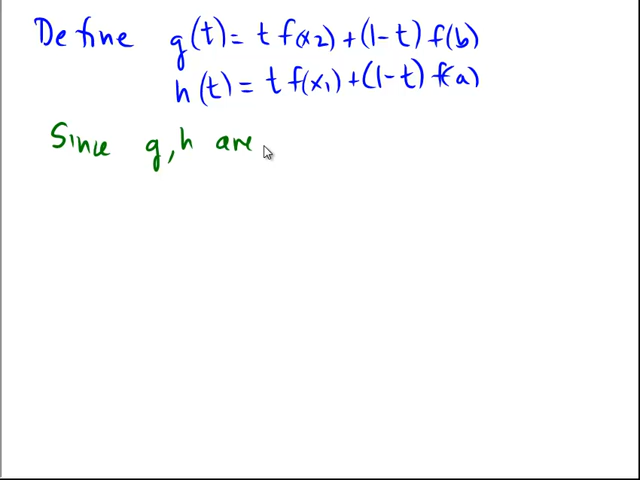 Define g(t) = t f(x2) + (1-t) f(b)
h(t) = t f(x1) + (1-t) f(a)
Since g, h are